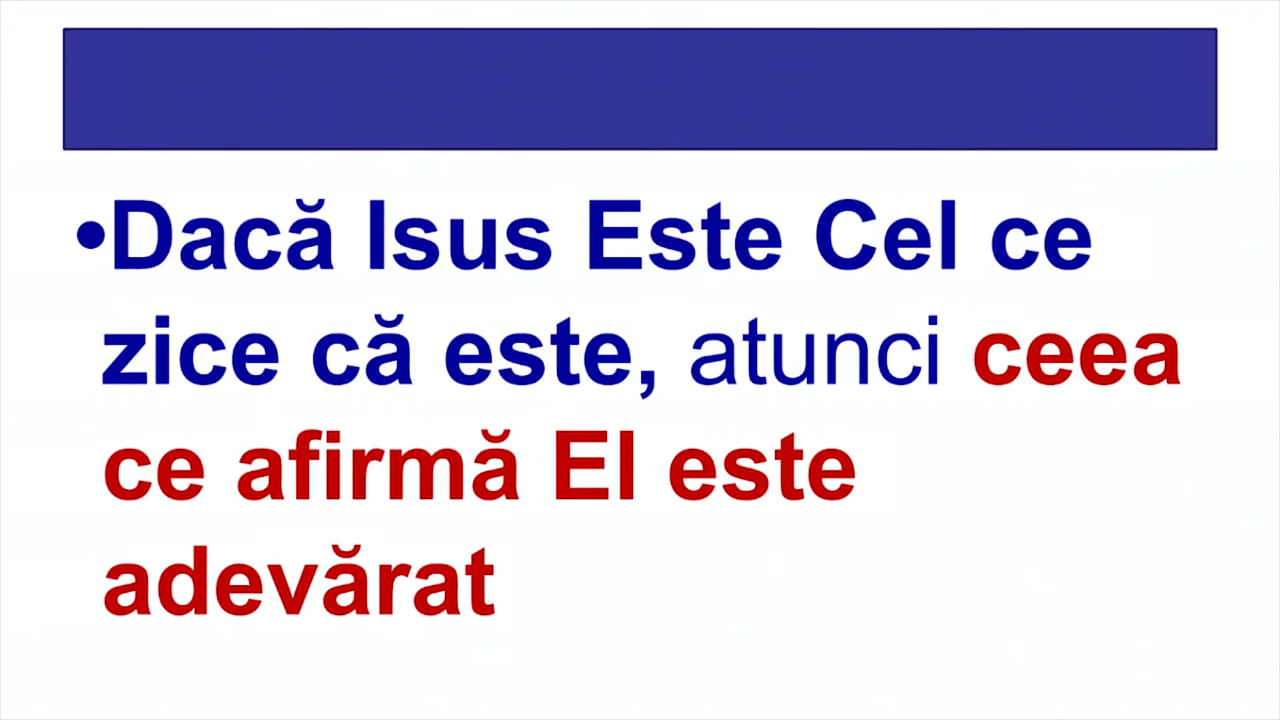 •Dacă Isus Este Cel ce
zice că este, atunci ceea
ce afirmă El este
adevărat